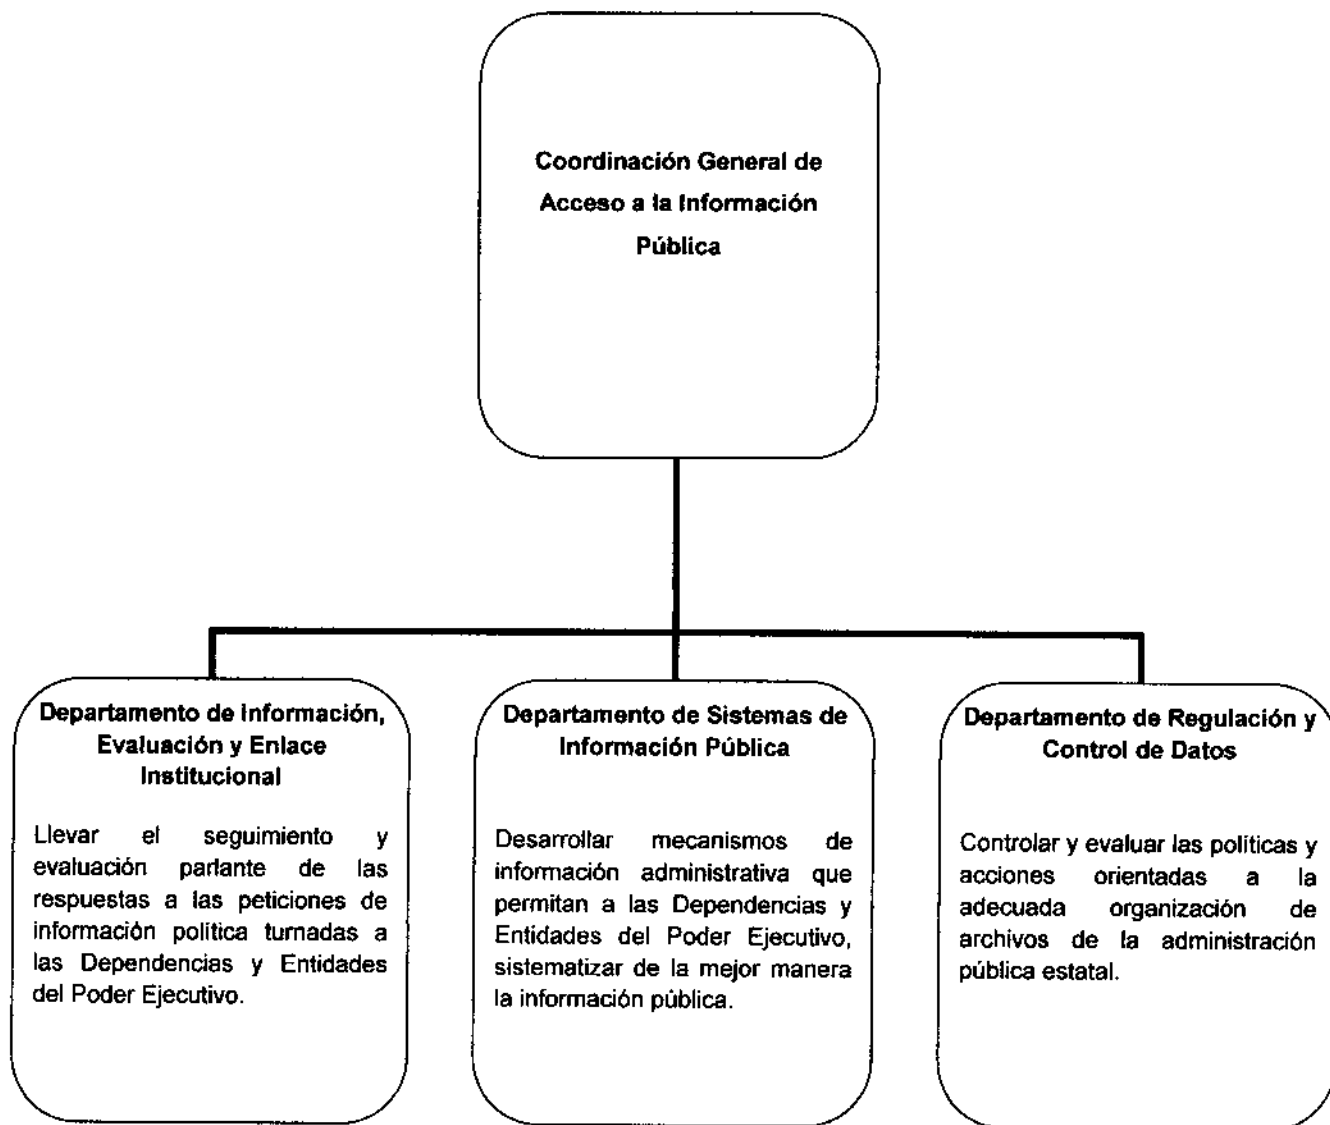 Coordinación General de
Acceso a la Información
Pública
Departamento de Información,
Evaluación y Enlace
Institucional
Llevar el seguimiento y
evaluación parlante de las
respuestas a las peticiones de
información política turnadas a
las Dependencias y Entidades
del Poder Ejecutivo.
Departamento de Sistemas de
Información Pública
Desarrollar mecanismos de
información administrativa que
permitan a las Dependencias y
Entidades del Poder Ejecutivo,
sistematizar de la mejor manera
la información pública.
Departamento de Regulación y
Control de Datos
Controlar y evaluar las políticas y
acciones orientadas a la
adecuada organización de
archivos de la administración
pública estatal.